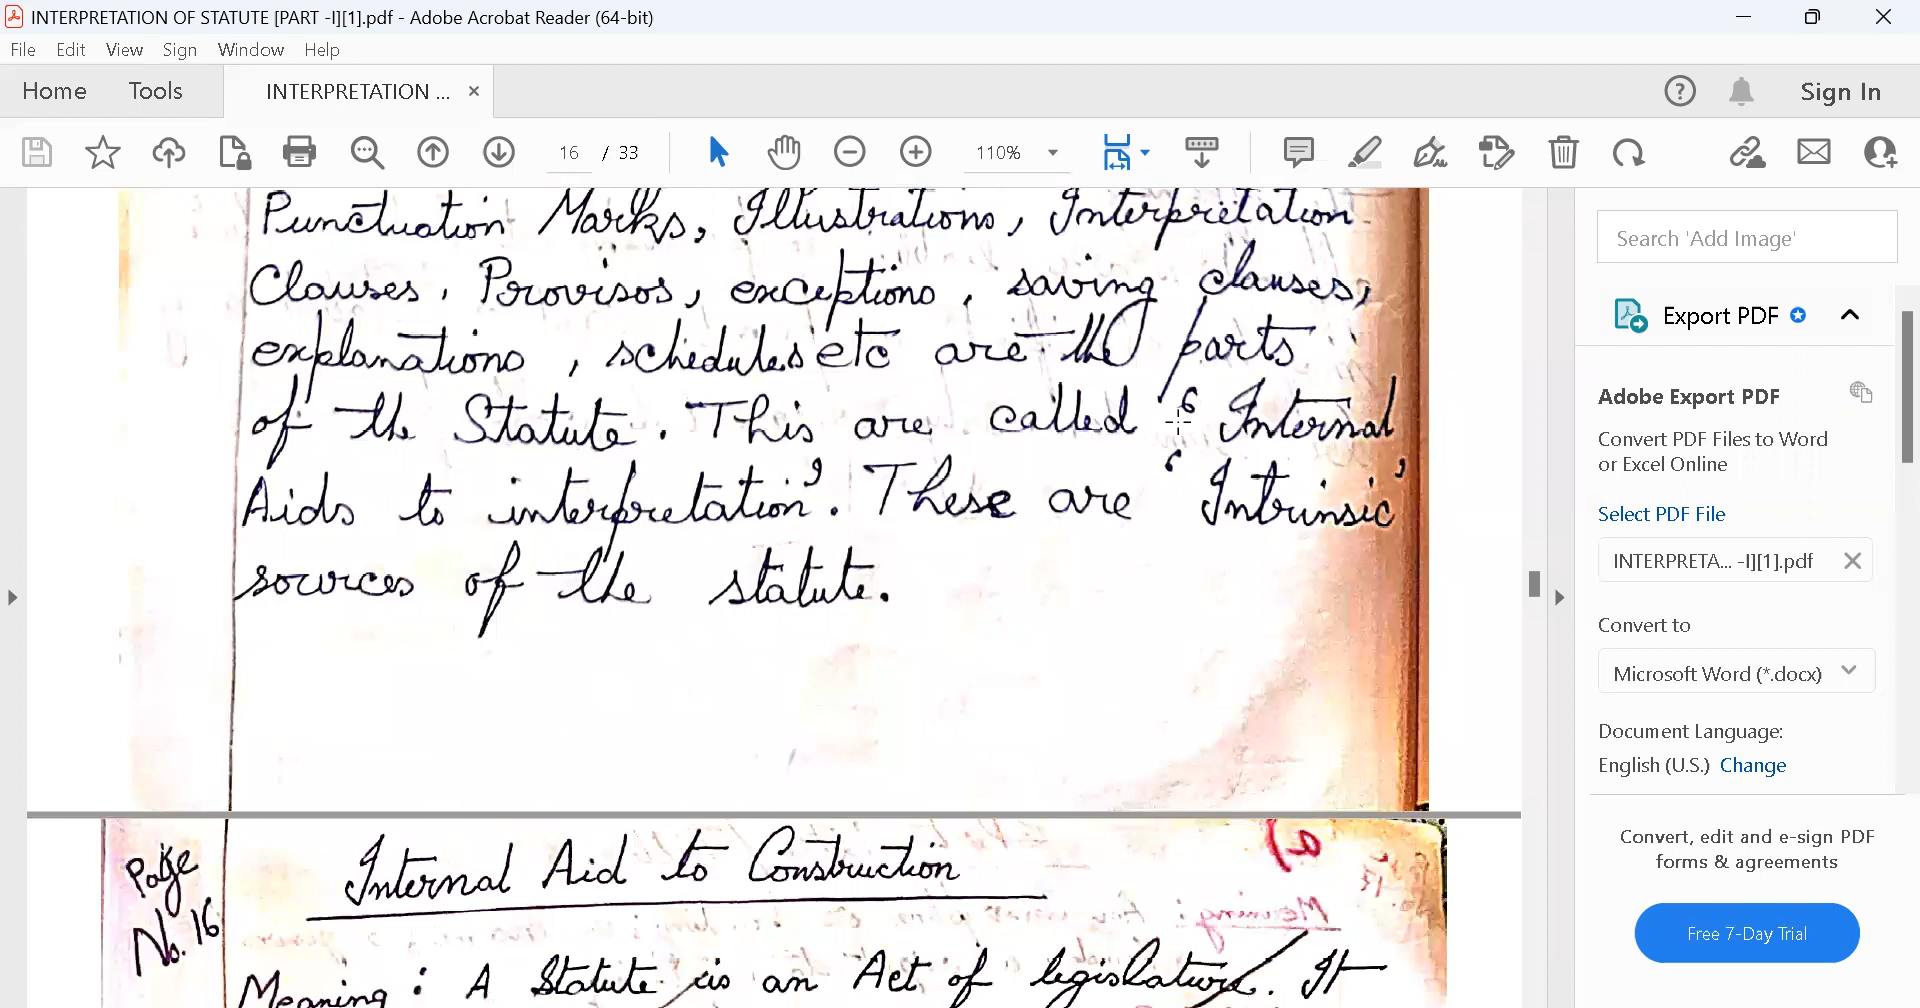 INTERPRETATION OF STATUTE [PART -I][1].pdf - Adobe Acrobat Reader (64-bit)
File Edit View Sign Window Help
Home Tools INTERPRETATION ... × Sign In
16 / 33 110%
Punctuation Marks, Illustrations, Interpretation
Clauses, Provisos, exceptions, saving clauses,
explanations, schedules etc are the parts
of the Statute. This are called ‘Internal
Aids to interpretation’. These are ‘Intrinsic’
sources of the statute.
Page
No. 16
Internal Aid to Construction
Meaning : A Statute is an Act of legislature. It
Search 'Add Image'
Export PDF
Adobe Export PDF
Convert PDF Files to Word
or Excel Online
Select PDF File
INTERPRETA... -I][1].pdf
Convert to
Microsoft Word (*.docx)
Document Language:
English (U.S.) Change
Convert, edit and e-sign PDF
forms & agreements
Free 7-Day Trial